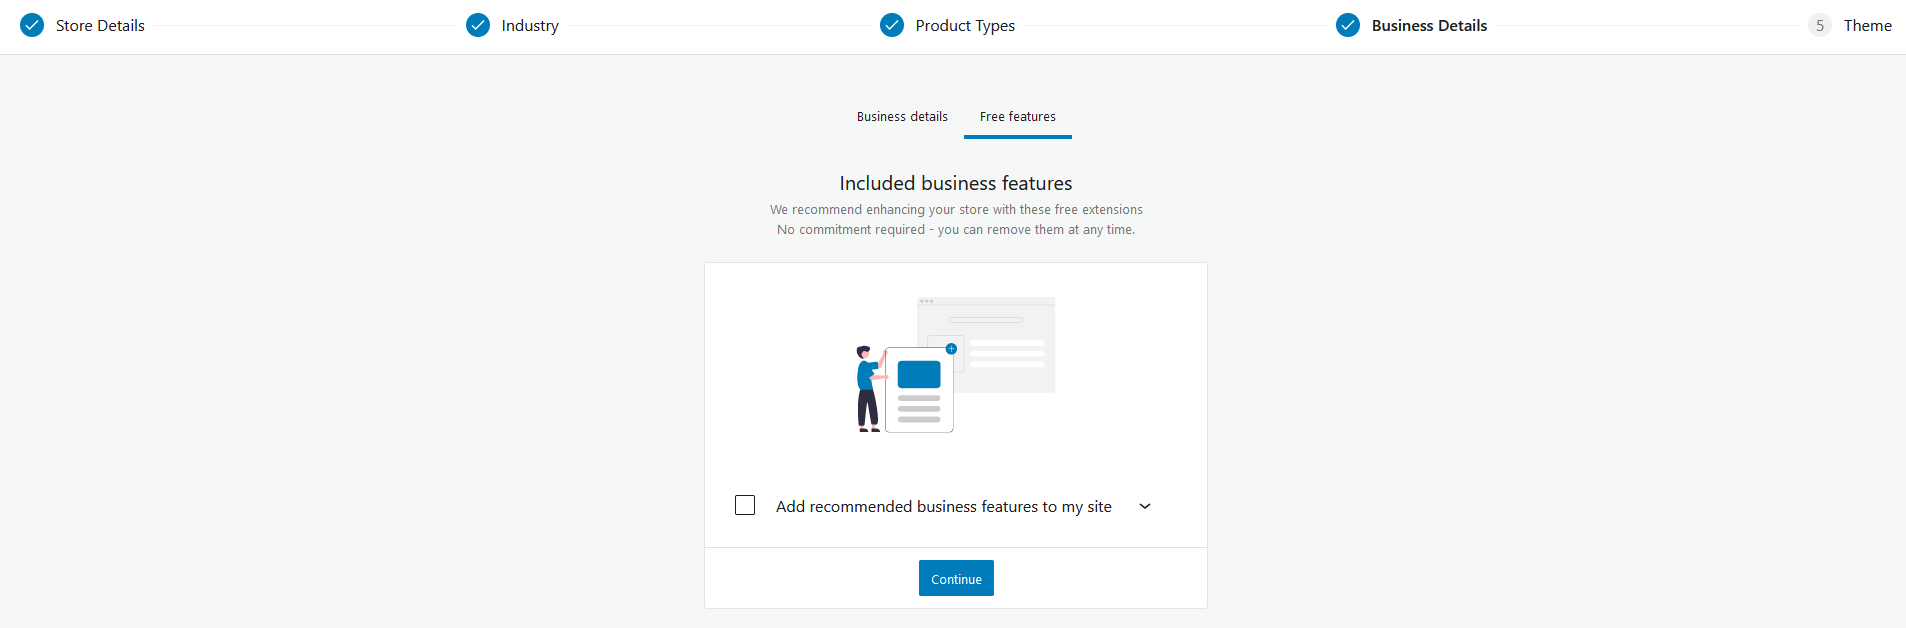 Store Details
Industry
Product Types
Business Details
5 Theme
Business details
Free features
Included business features
We recommend enhancing your store with these free extensions
No commitment required - you can remove them at any time.
Add recommended business features to my site
Continue